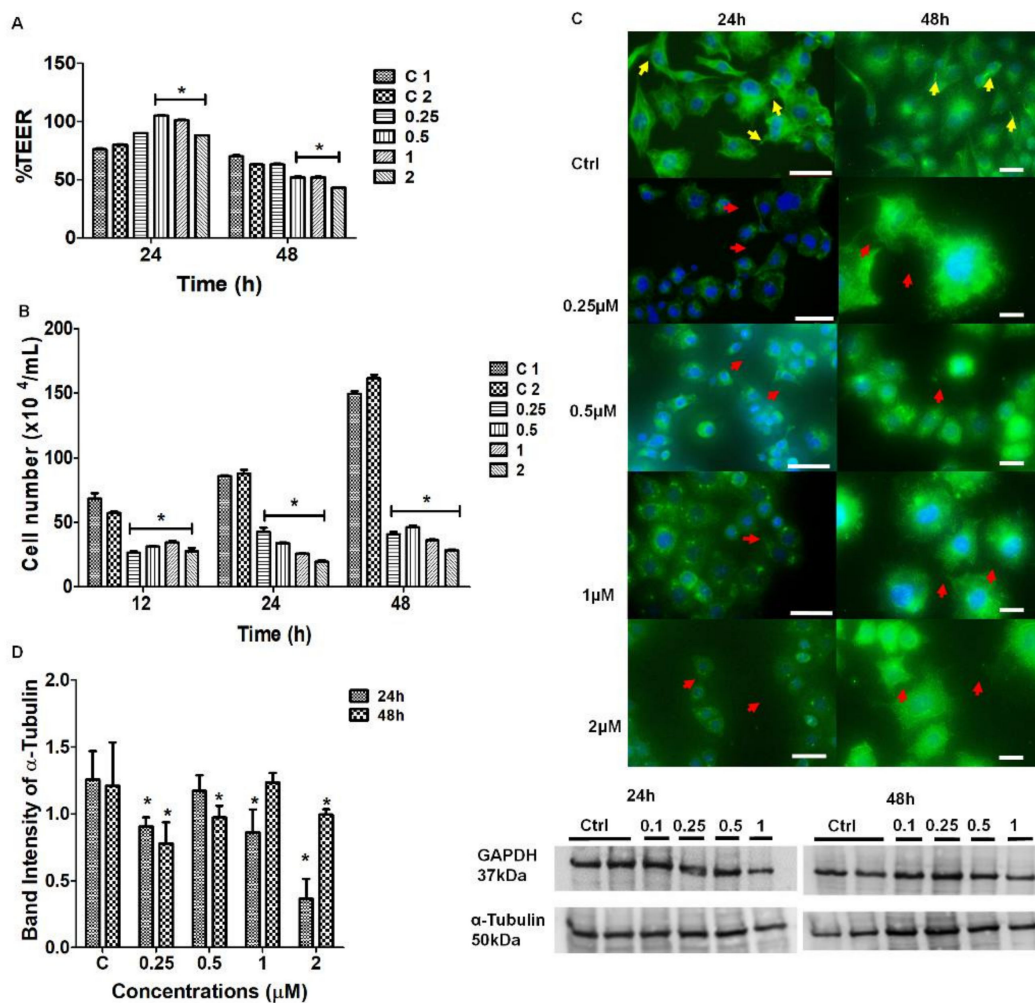 A
%TEER
150
100
50
0
*
*
24 48
Time (h)
C 1
C 2
0.25
0.5
1
2
B
Cell number (x10 ⁴/mL)
200
150
100
50
0
*
*
*
12 24 48
Time (h)
C 1
C 2
0.25
0.5
1
2
D
Band Intensity of α-Tubulin
2.0
1.5
1.0
0.5
0.0
* * * * * *
C 0.25 0.5 1 2
Concentrations (µM)
24h
48h
C
24h 48h
Ctrl
0.25µM
0.5µM
1µM
2µM
24h 48h
Ctrl 0.1 0.25 0.5 1 Ctrl 0.1 0.25 0.5 1
GAPDH
37kDa
α-Tubulin
50kDa